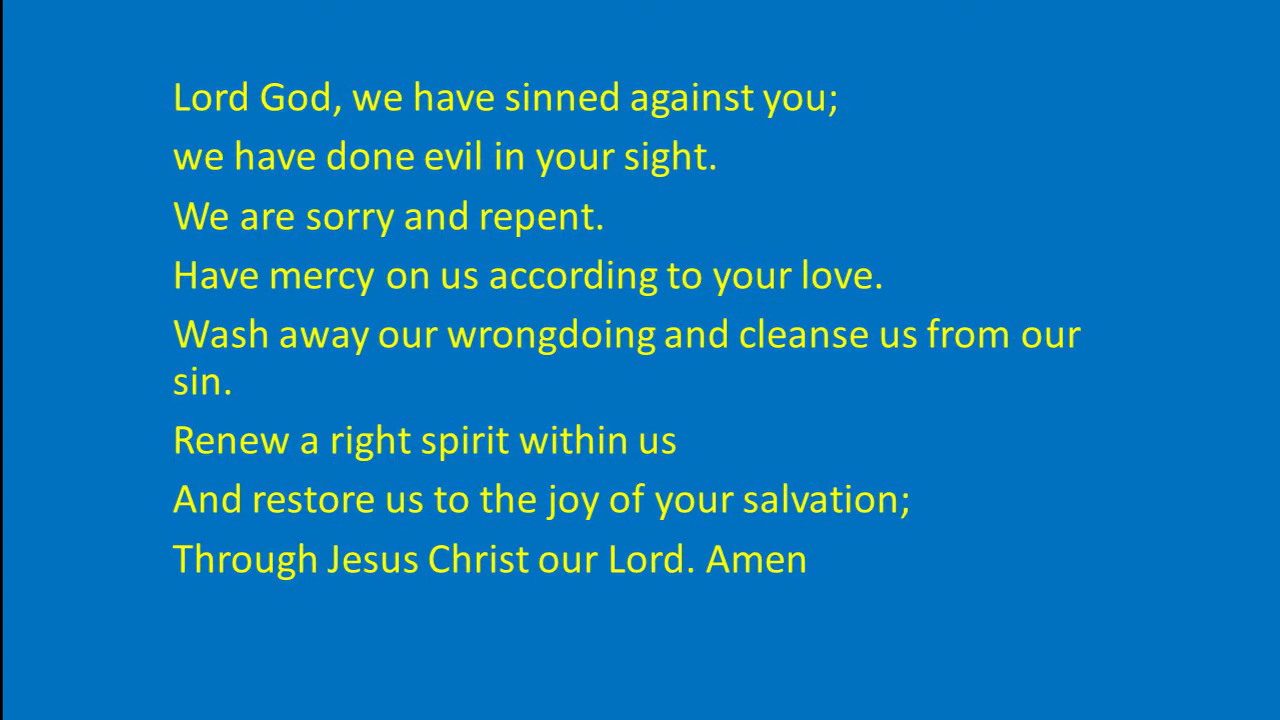 Lord God, we have sinned against you;
we have done evil in your sight.
We are sorry and repent.
Have mercy on us according to your love.
Wash away our wrongdoing and cleanse us from our
sin.
Renew a right spirit within us
And restore us to the joy of your salvation;
Through Jesus Christ our Lord. Amen